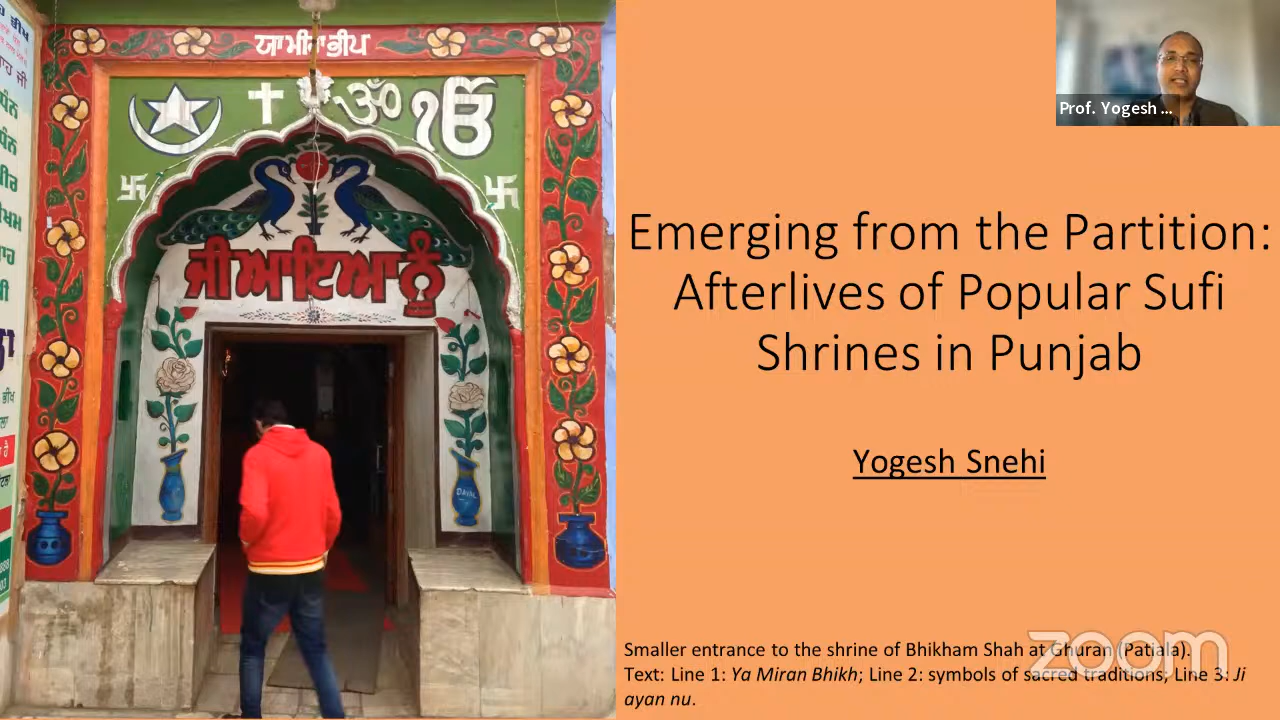 ਯਾ ਮੀਰਾਂ ਭੀਪ
ੴ
ਜੀ ਆਇਆ ਨੂੰ
DAYAL
Prof. Yogesh ...
Emerging from the Partition:
Afterlives of Popular Sufi
Shrines in Punjab
Yogesh Snehi
Smaller entrance to the shrine of Bhikham Shah at Ghuran (Patiala).
Text: Line 1: Ya Miran Bhikh; Line 2: symbols of sacred traditions; Line 3: Ji
ayan nu.
zoom